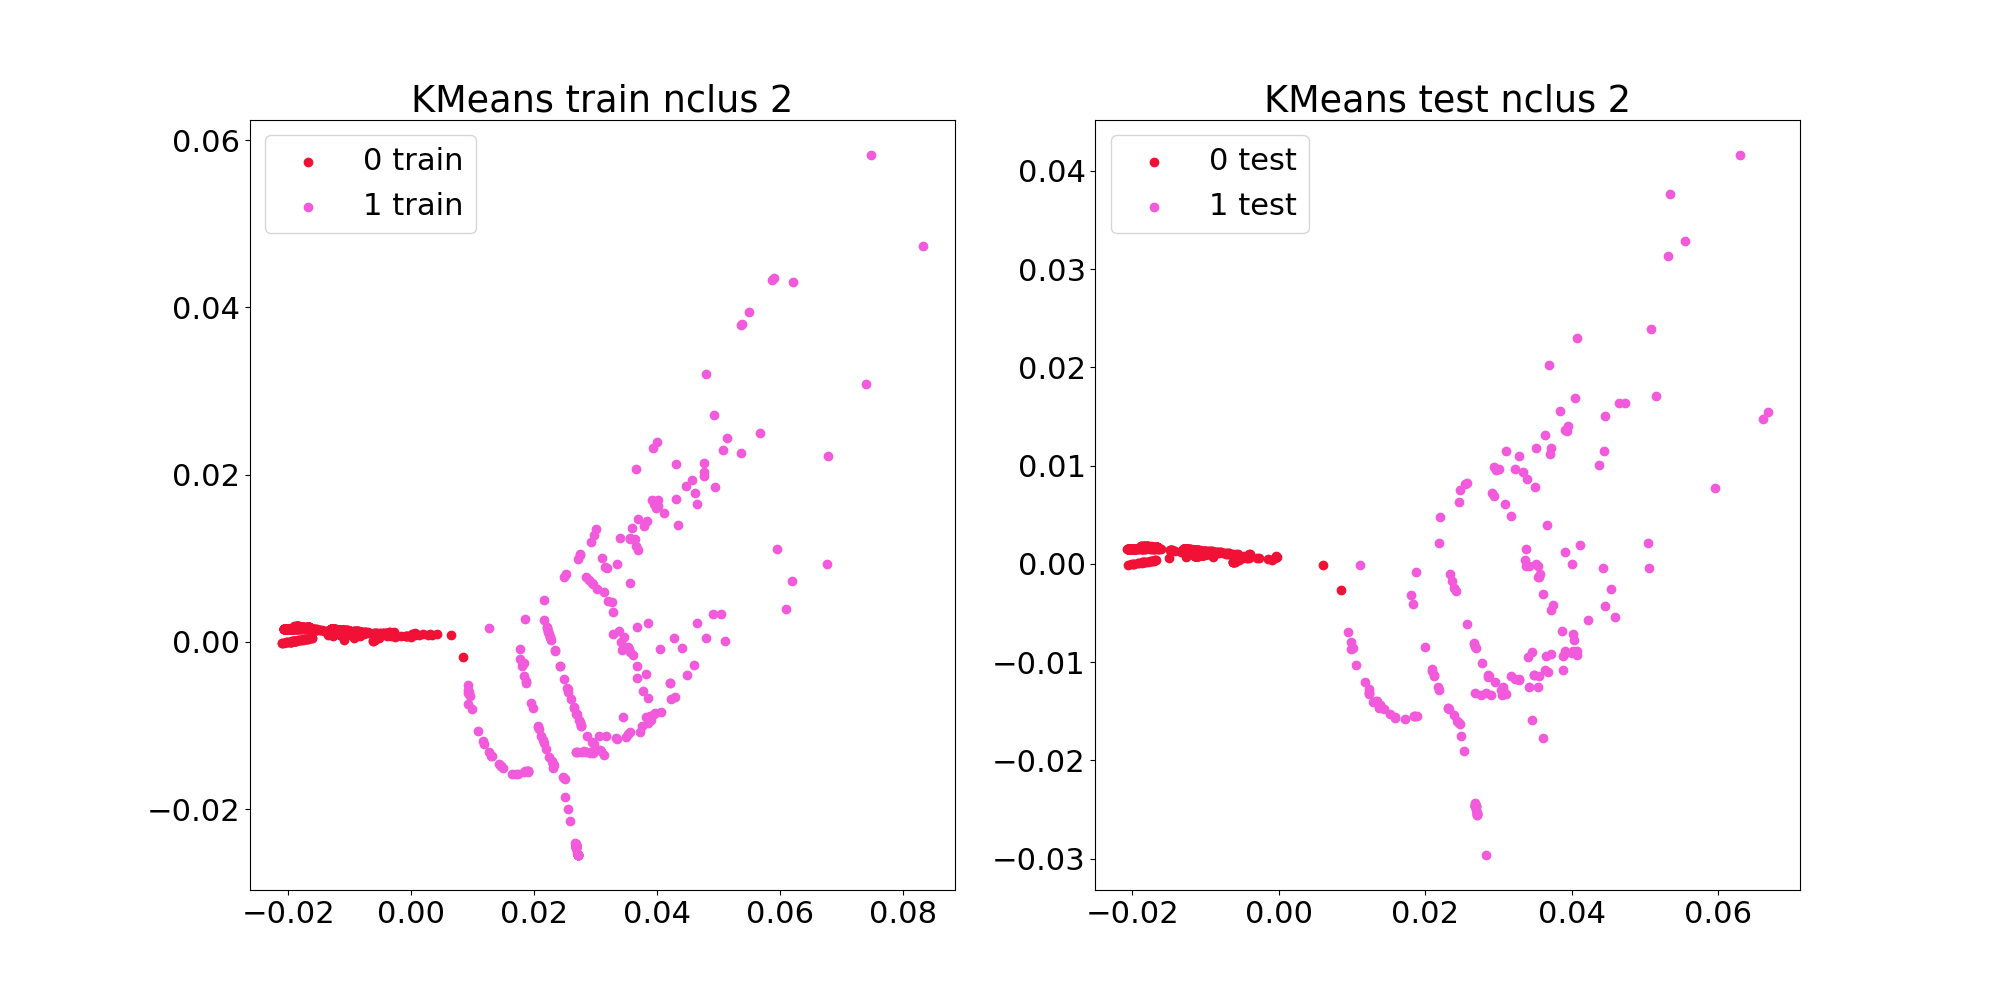 KMeans train nclus 2
0 train
1 train
0.06
0.04
0.02
0.00
−0.02
−0.02 0.00 0.02 0.04 0.06 0.08
KMeans test nclus 2
0 test
1 test
0.04
0.03
0.02
0.01
0.00
−0.01
−0.02
−0.03
−0.02 0.00 0.02 0.04 0.06